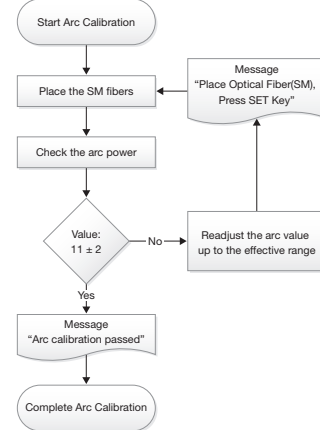 Start Arc Calibration
Place the SM fibers
Message
“Place Optical Fiber(SM),
Press SET Key”
Check the arc power
Value:
11 ± 2
No
Readjust the arc value
up to the effective range
Yes
Message
“Arc calibration passed”
Complete Arc Calibration